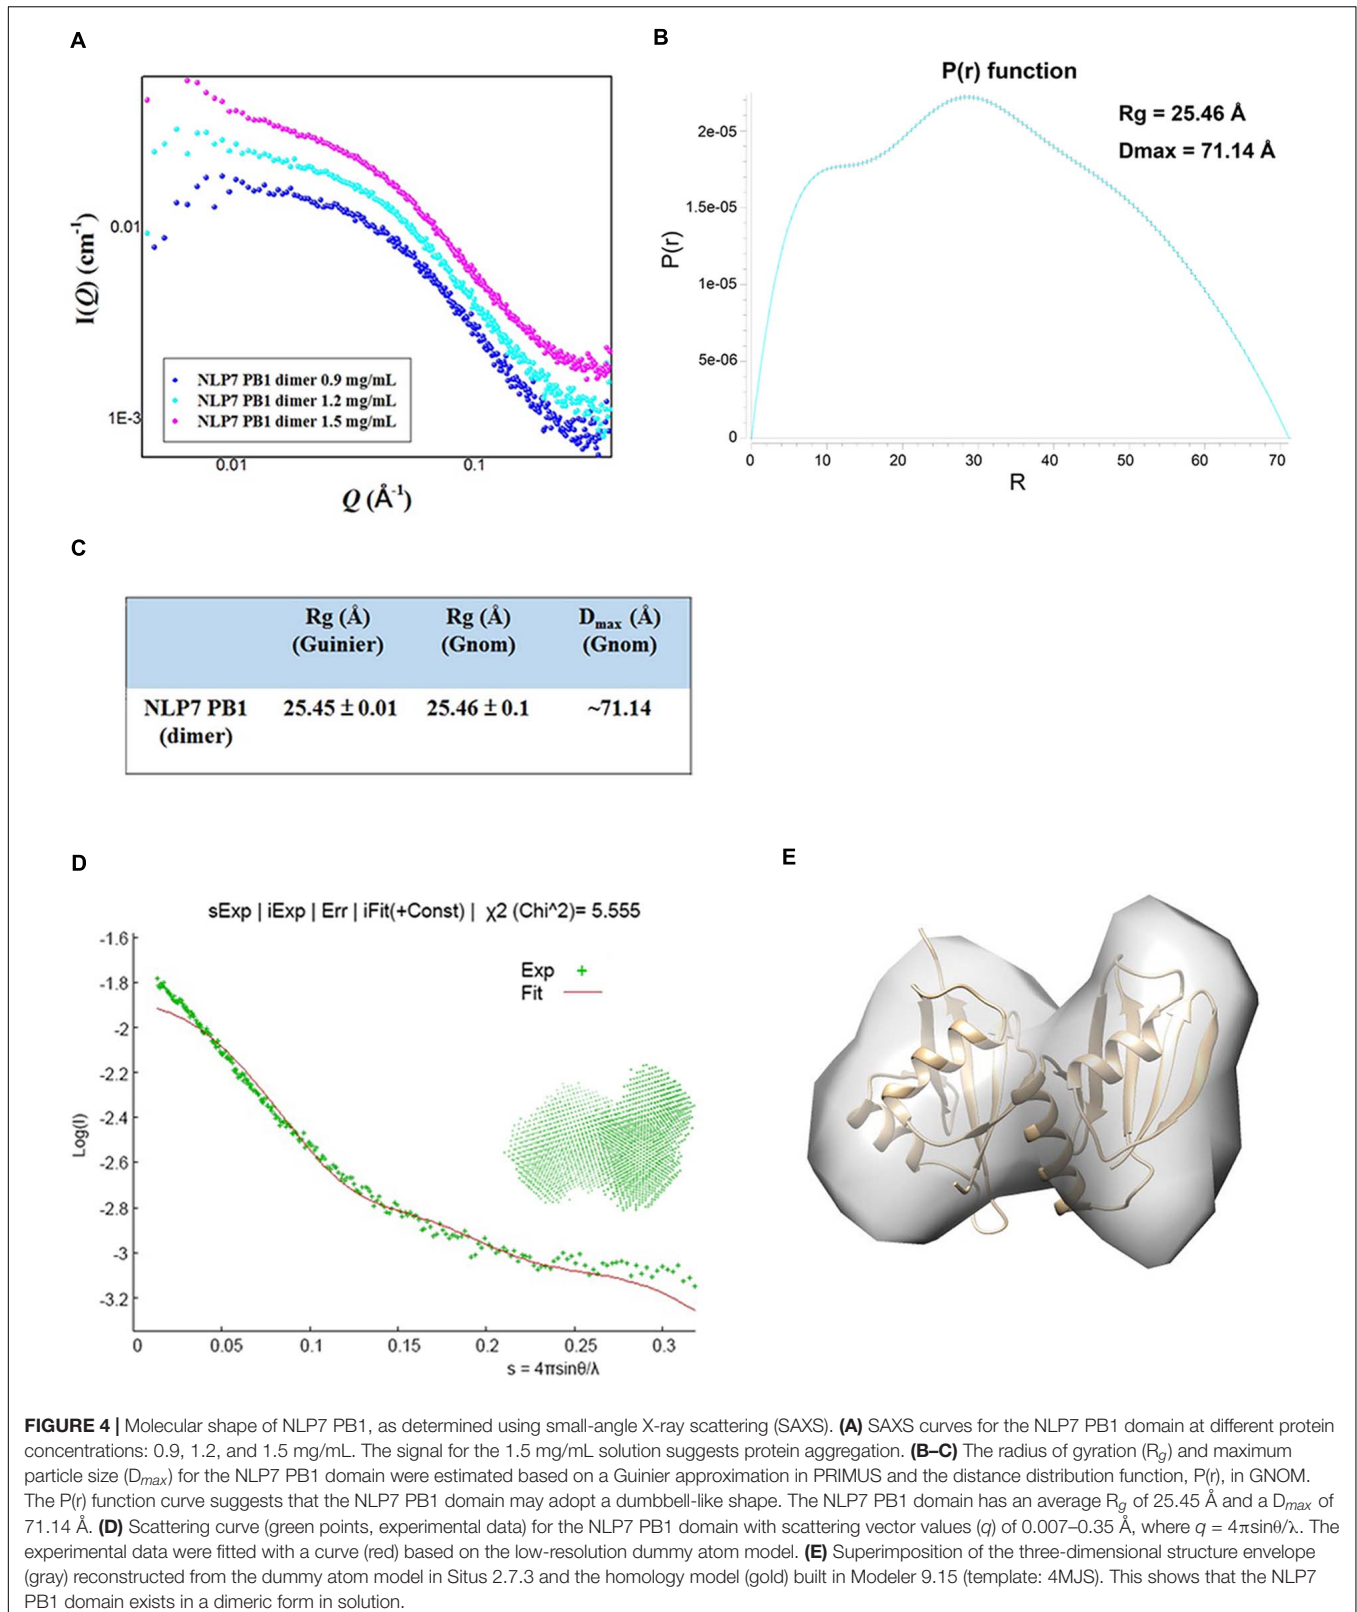 A
I(Q) (cm⁻¹)
0.01
1E-3
NLP7 PB1 dimer 0.9 mg/mL
NLP7 PB1 dimer 1.2 mg/mL
NLP7 PB1 dimer 1.5 mg/mL
0.01 0.1
Q (Å⁻¹)
B
P(r) function
Rg = 25.46 Å
Dmax = 71.14 Å
P(r)
2e-05
1.5e-05
1e-05
5e-06
0
0 10 20 30 40 50 60 70
R
C
Rg (Å) Rg (Å) Dmax (Å)
(Guinier) (Gnom) (Gnom)
NLP7 PB1 25.45 ± 0.01 25.46 ± 0.1 ~71.14
(dimer)
D
sExp | iExp | Err | iFit(+Const) | χ2 (Chi^2)= 5.555
Exp
Fit
Log(I)
-1.6
-1.8
-2
-2.2
-2.4
-2.6
-2.8
-3
-3.2
0 0.05 0.1 0.15 0.2 0.25 0.3
s = 4πsinθ/λ
E
FIGURE 4 | Molecular shape of NLP7 PB1, as determined using small-angle X-ray scattering (SAXS). (A) SAXS curves for the NLP7 PB1 domain at different protein
concentrations: 0.9, 1.2, and 1.5 mg/mL. The signal for the 1.5 mg/mL solution suggests protein aggregation. (B–C) The radius of gyration (Rg) and maximum
particle size (Dmax) for the NLP7 PB1 domain were estimated based on a Guinier approximation in PRIMUS and the distance distribution function, P(r), in GNOM.
The P(r) function curve suggests that the NLP7 PB1 domain may adopt a dumbbell-like shape. The NLP7 PB1 domain has an average Rg of 25.45 Å and a Dmax of
71.14 Å. (D) Scattering curve (green points, experimental data) for the NLP7 PB1 domain with scattering vector values (q) of 0.007–0.35 Å, where q = 4πsinθ/λ. The
experimental data were fitted with a curve (red) based on the low-resolution dummy atom model. (E) Superimposition of the three-dimensional structure envelope
(gray) reconstructed from the dummy atom model in Situs 2.7.3 and the homology model (gold) built in Modeler 9.15 (template: 4MJS). This shows that the NLP7
PB1 domain exists in a dimeric form in solution.